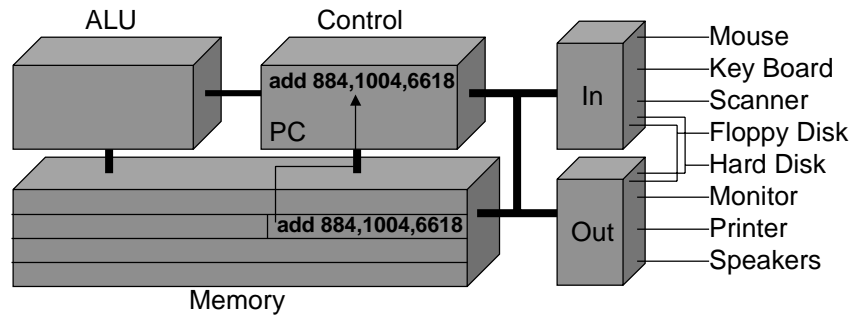 ALU
Control
add 884,1004,6618
PC
In
Mouse
Key Board
Scanner
Floppy Disk
Hard Disk
Monitor
Printer
Speakers
add 884,1004,6618
Out
Memory